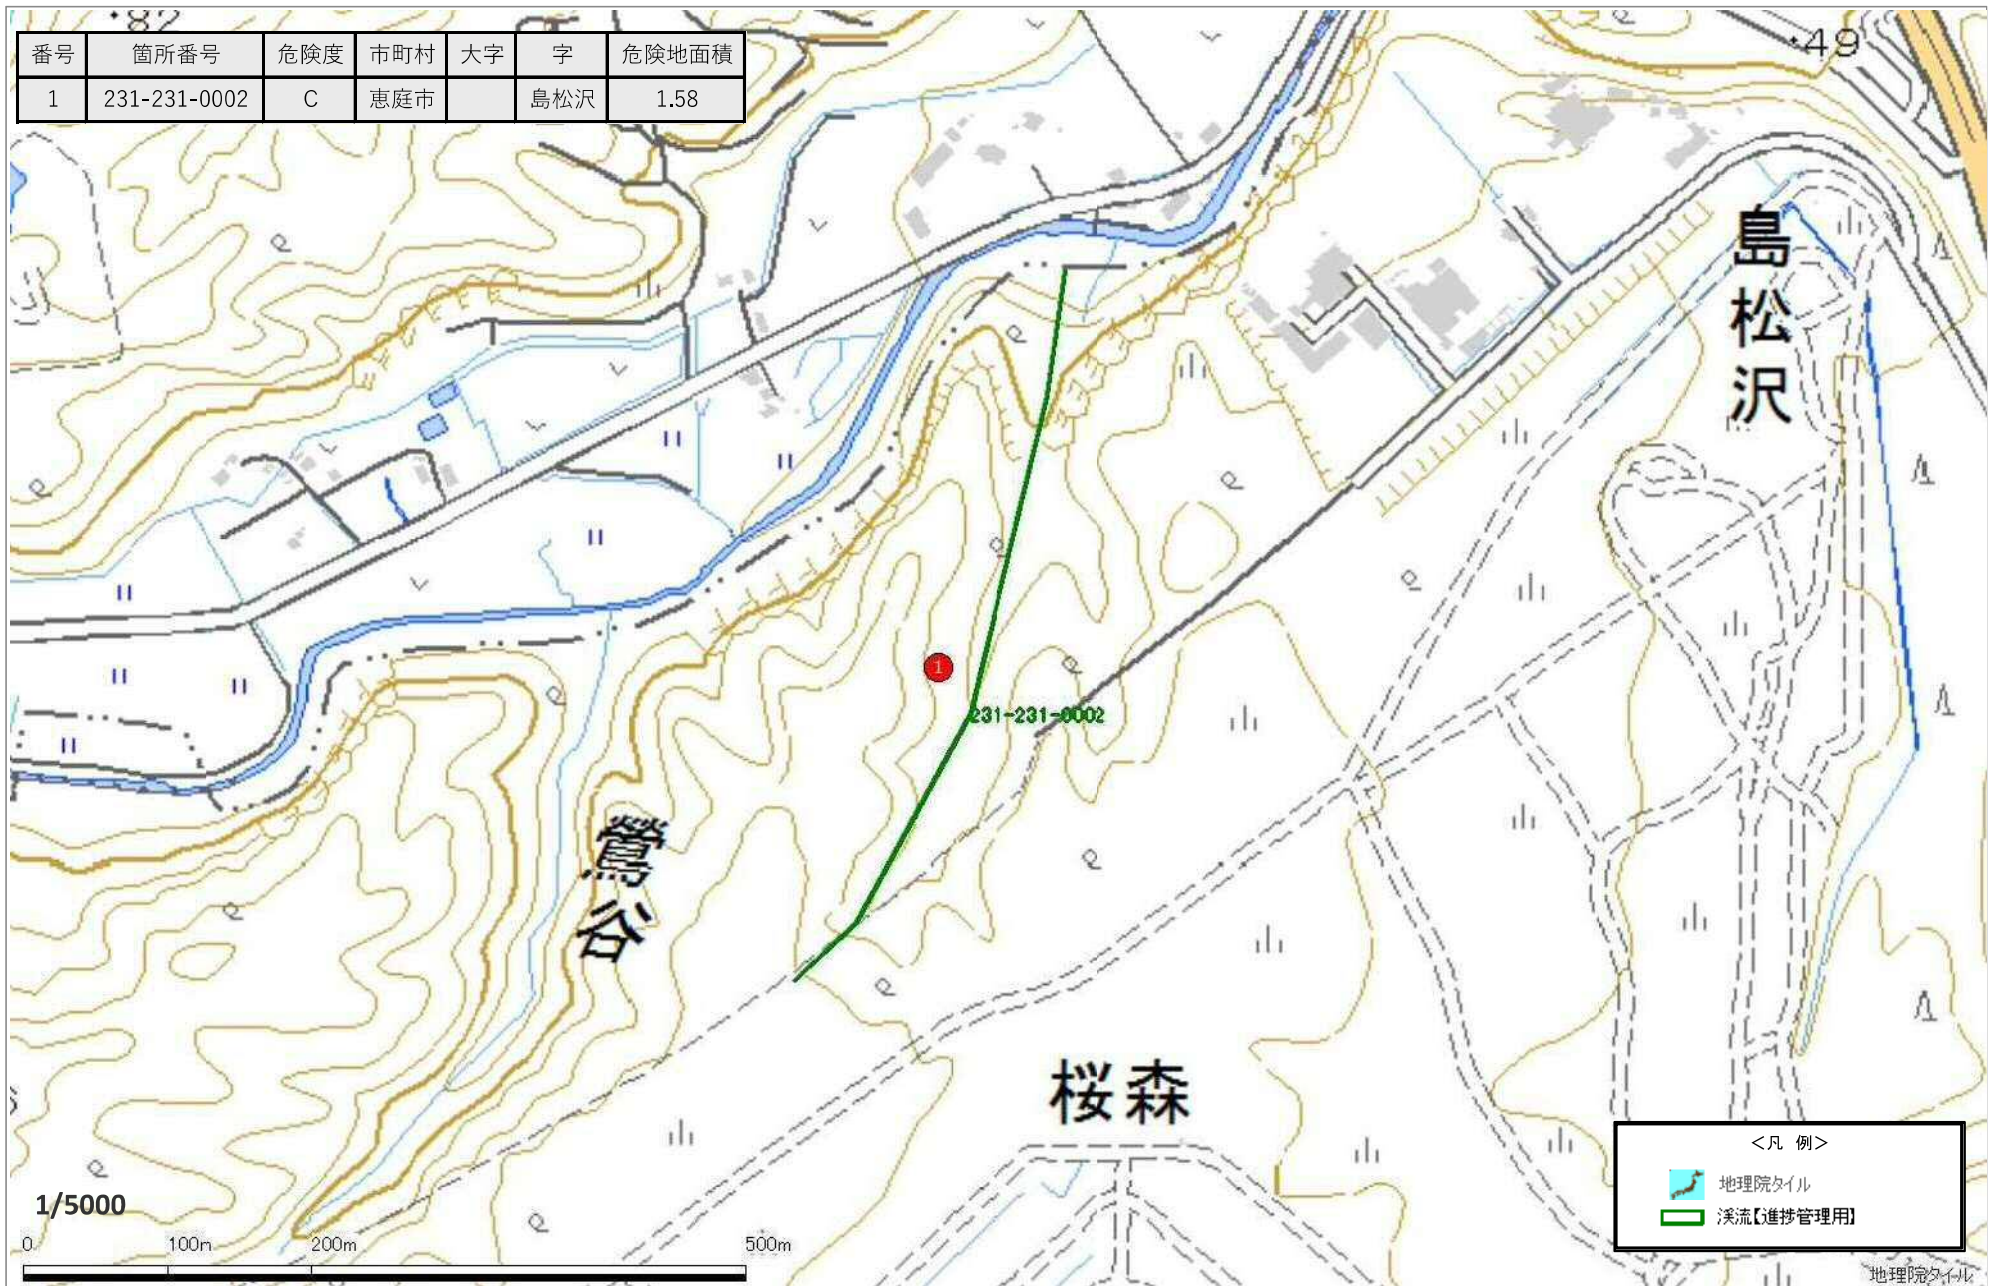 ・82
番号 箇所番号 危険度 市町村 大字 字 危険地面積
1 231-231-0002 C 恵庭市 島松沢 1.58
・49
島松沢
1
231-231-0002
鶯谷
桜森
1/5000
0 100m 200m 500m
<凡 例>
地理院タイル
渓流【進捗管理用】
地理院タイル